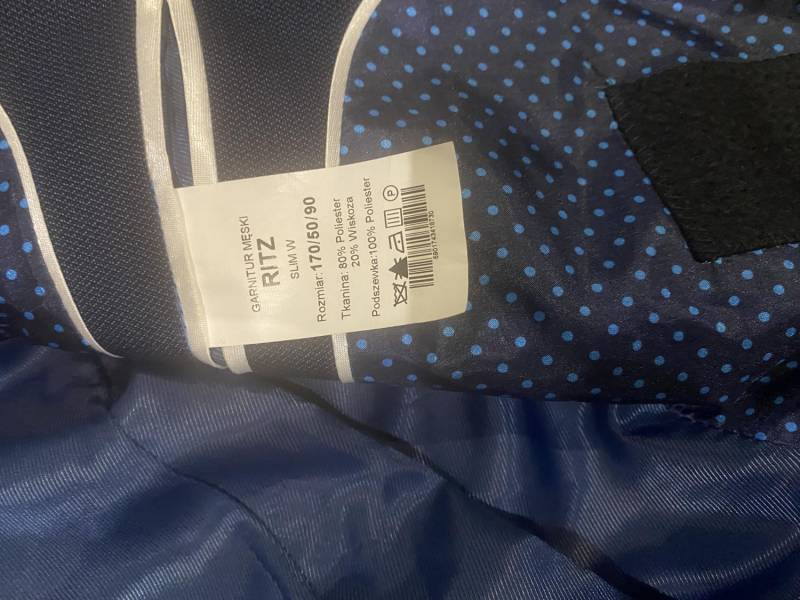 GARNITUR MĘSKI
RITZ
SLIM W
Rozmiar: 170/50/90
Tkanina: 80% Poliester
20% Wiskoza
Podszewka:100% Poliester
P